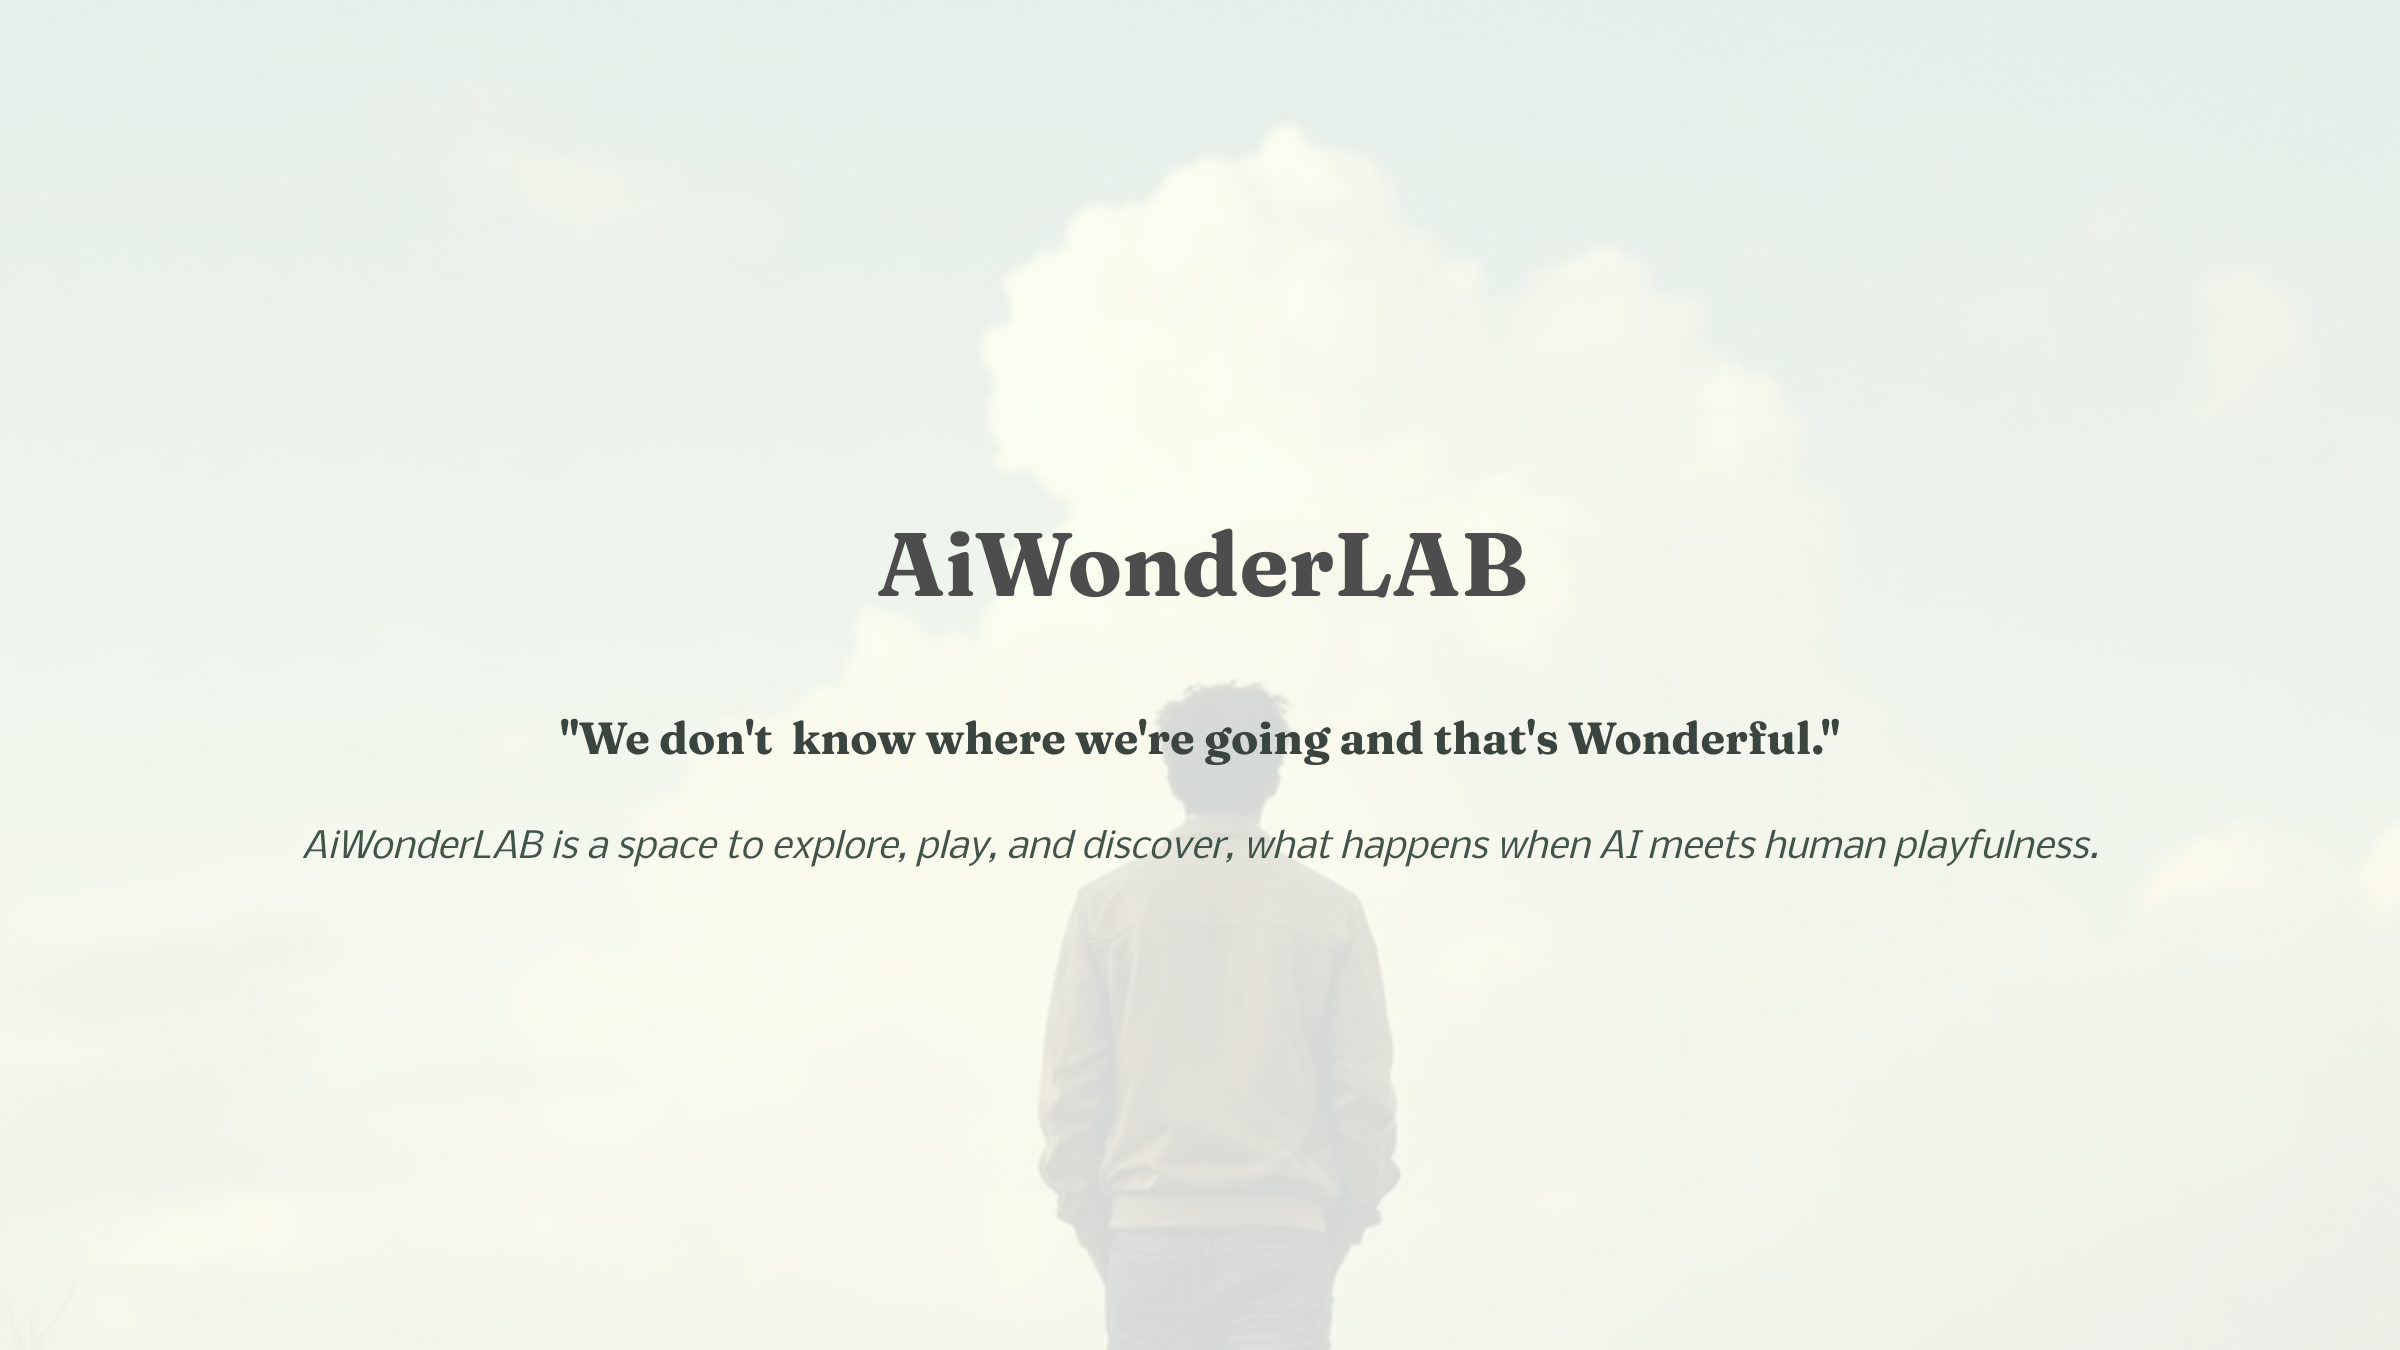 AiWonderLAB
"We don't  know where we're going and that's Wonderful."
AiWonderLAB is a space to explore, play, and discover, what happens when AI meets human playfulness.